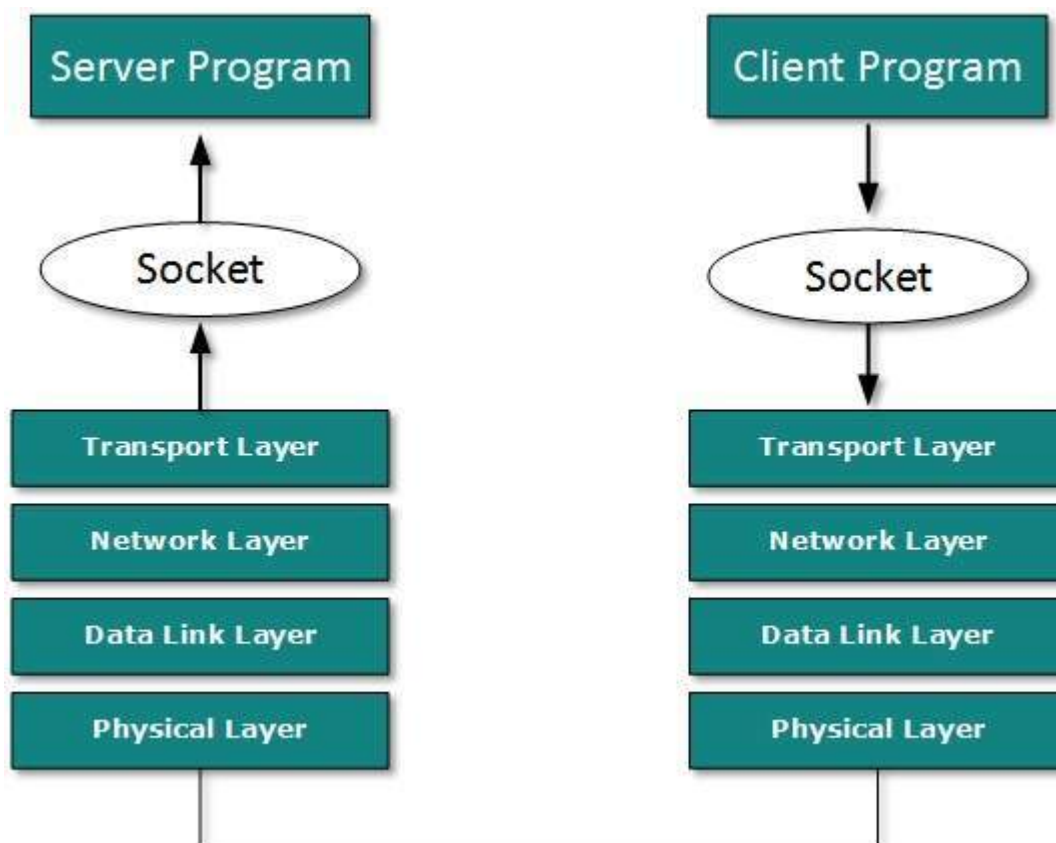 Server Program
Client Program
Socket
Socket
Transport Layer
Transport Layer
Network Layer
Network Layer
Data Link Layer
Data Link Layer
Physical Layer
Physical Layer